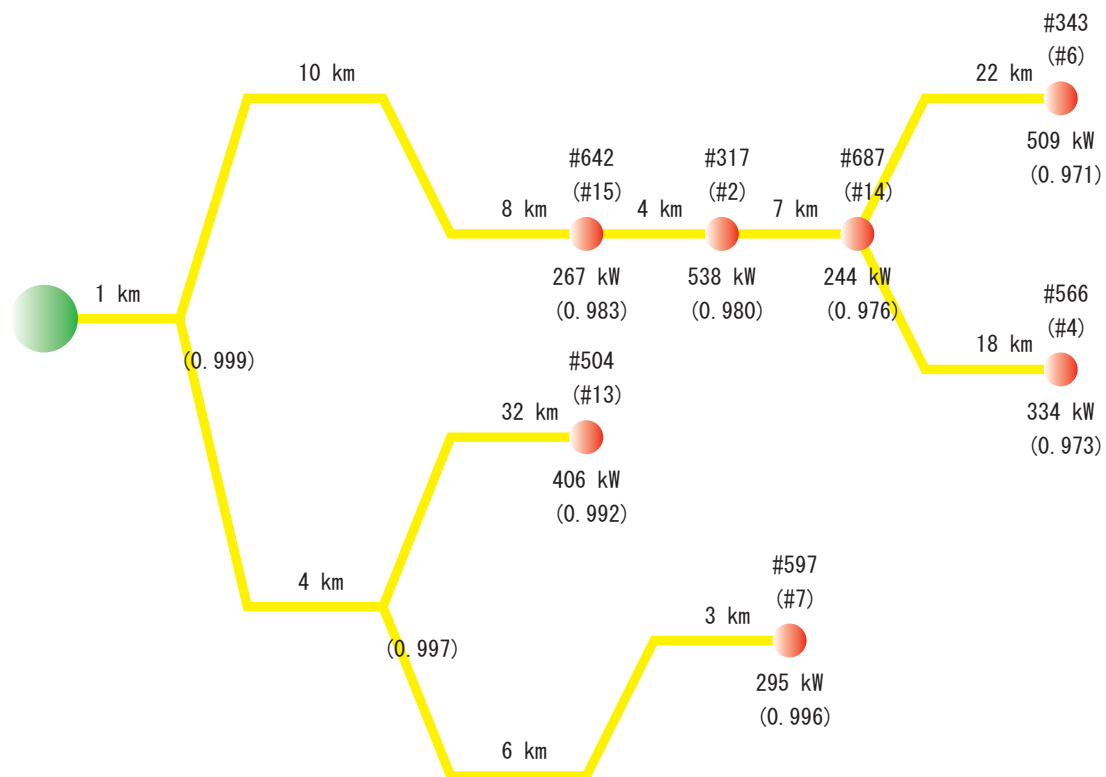 #343
(#6)
22 km
509 kW
(0.971)
10 km
#642
(#15)
#317
(#2)
#687
(#14)
8 km
4 km
7 km
267 kW
(0.983)
538 kW
(0.980)
244 kW
(0.976)
#566
(#4)
18 km
334 kW
(0.973)
1 km
(0.999)
#504
(#13)
32 km
406 kW
(0.992)
4 km
(0.997)
#597
(#7)
3 km
295 kW
(0.996)
6 km